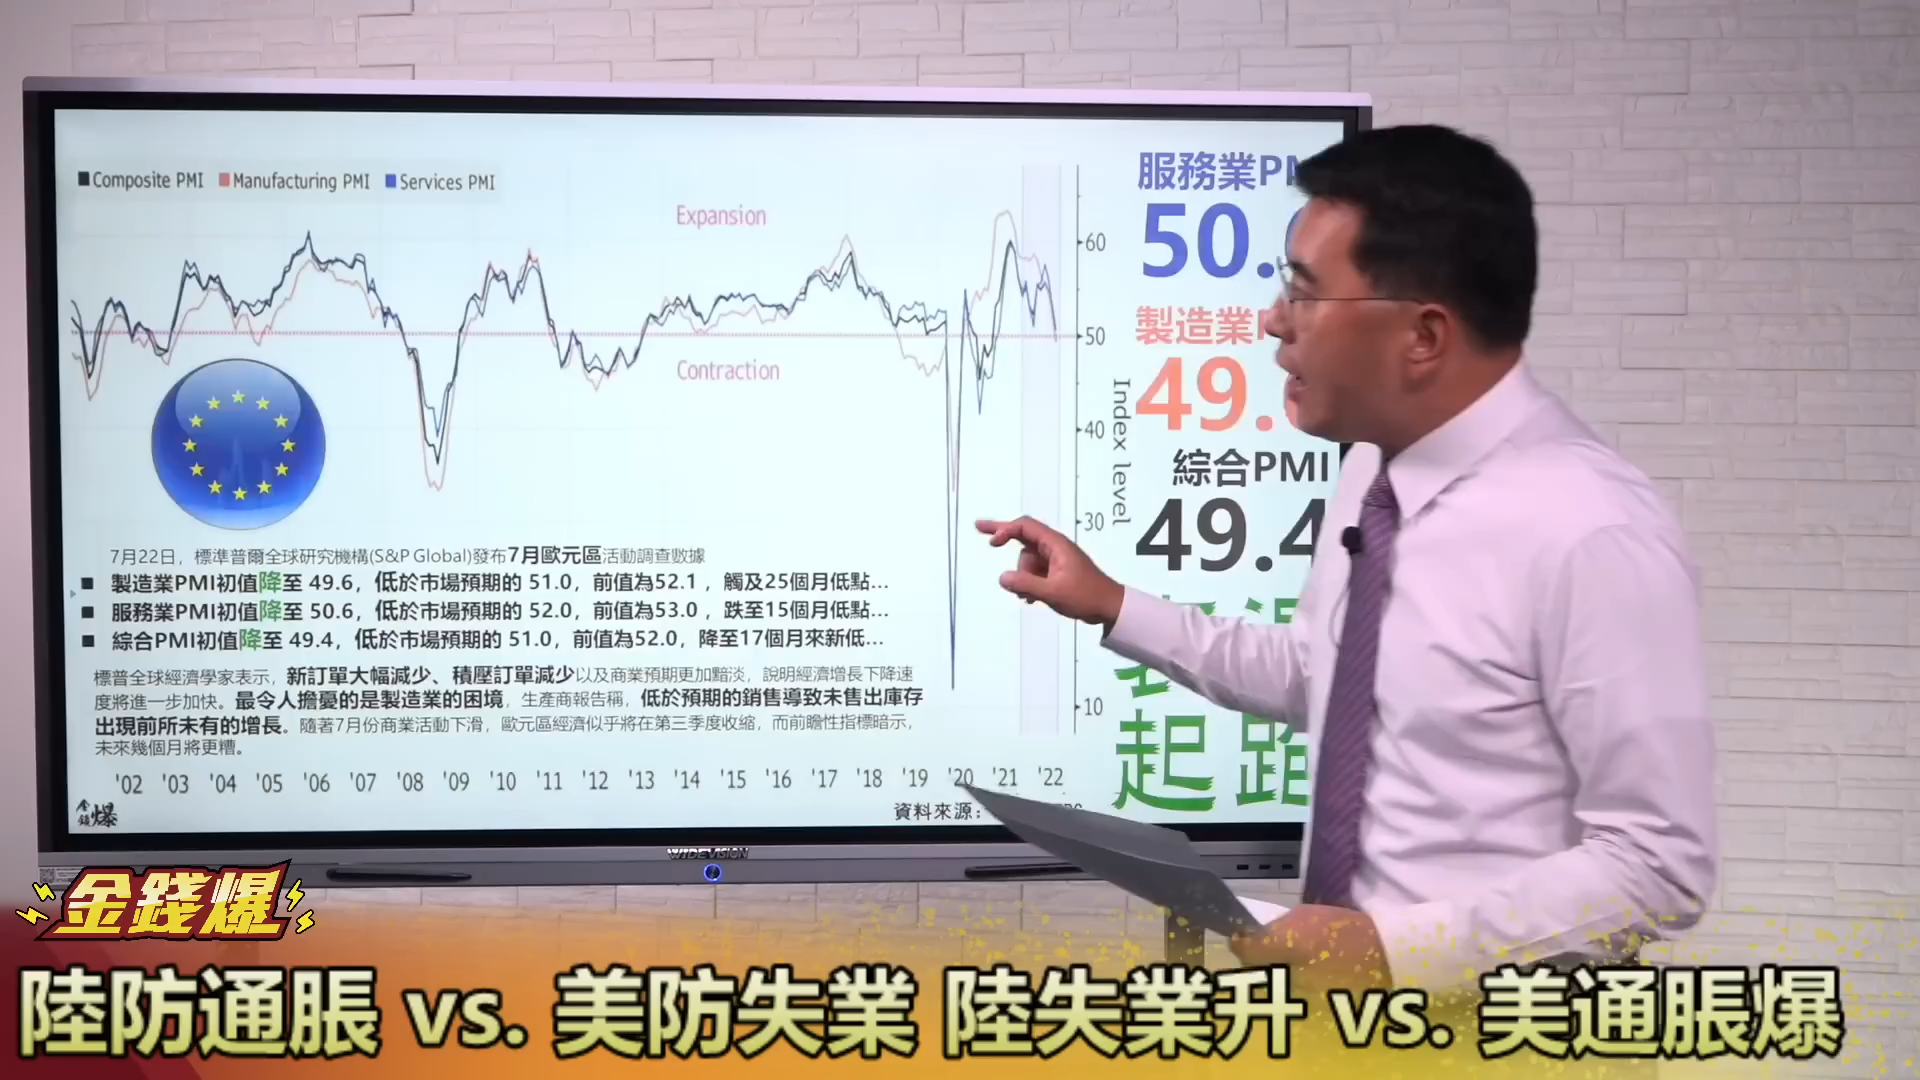 Composite PMI Manufacturing PMI Services PMI
Expansion
Contraction
60
50
40
30
10
Index level
服務業PM
50.
製造業
49.
綜合PMI
49.4
起跑
7月22日，標準普爾全球研究機構(S&P Global)發布7月歐元區活動調查數據
■ 製造業PMI初值降至 49.6，低於市場預期的 51.0，前值為52.1，觸及25個月低點...
■ 服務業PMI初值降至 50.6，低於市場預期的 52.0，前值為53.0，跌至15個月低點...
■ 綜合PMI初值降至 49.4，低於市場預期的 51.0，前值為52.0，降至17個月來新低...
標普全球經濟學家表示，新訂單大幅減少、積壓訂單減少以及商業預期更加黯淡，說明經濟增長下降速
度將進一步加快。最令人擔憂的是製造業的困境，生產商報告稱，低於預期的銷售導致未售出庫存
出現前所未有的增長。隨著7月份商業活動下滑，歐元區經濟似乎將在第三季度收縮，而前瞻性指標暗示，
未來幾個月將更糟。
'02 '03 '04 '05 '06 '07 '08 '09 '10 '11 '12 '13 '14 '15 '16 '17 '18 '19 '20 '21 '22
金錢爆
資料來源：
WIDEVISION
金錢爆
陸防通脹 vs. 美防失業 陸失業升 vs. 美通脹爆